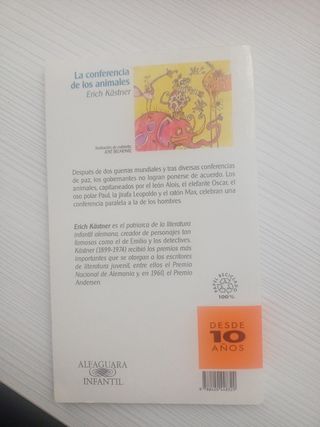 La conferencia
de los animales
Erich Kästner
Ilustración de cubierta:
JOSÉ BELMONTE
Después de dos guerras mundiales y tras diversas conferencias
de paz, los gobernantes no logran ponerse de acuerdo. Los
animales, capitaneados por el león Alois, el elefante Oscar, el
oso polar Paul, la jirafa Leopoldo y el ratón Max, celebran una
conferencia paralela a la de los hombres.
Erich Kästner es el patriarca de la literatura
infantil alemana, creador de personajes tan
famosos como el de Emilio y los detectives.
Kästner (1899-1974) recibió los premios más
importantes que se otorgan a los escritores
de literatura juvenil, entre ellos el Premio
Nacional de Alemania y, en 1960, el Premio
Andersen.
PAPEL RECICLADO
100%
DESDE
10
AÑOS
ALFAGUARA
INFANTIL